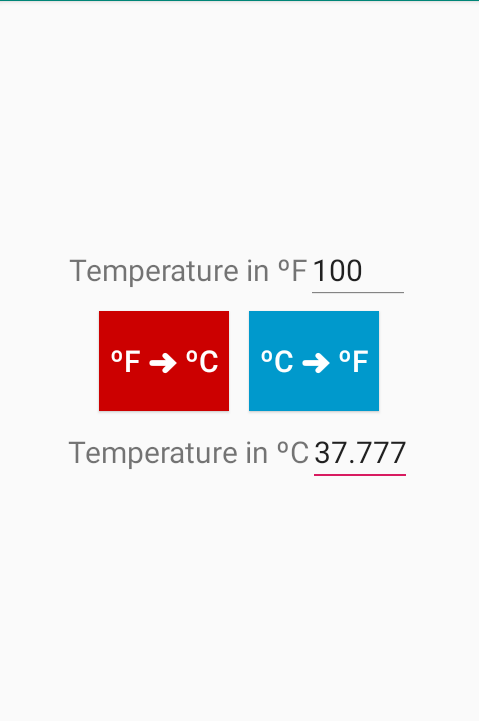 Temperature in ºF 100
ºF ➜ ºC ºC ➜ ºF
Temperature in ºC 37.777